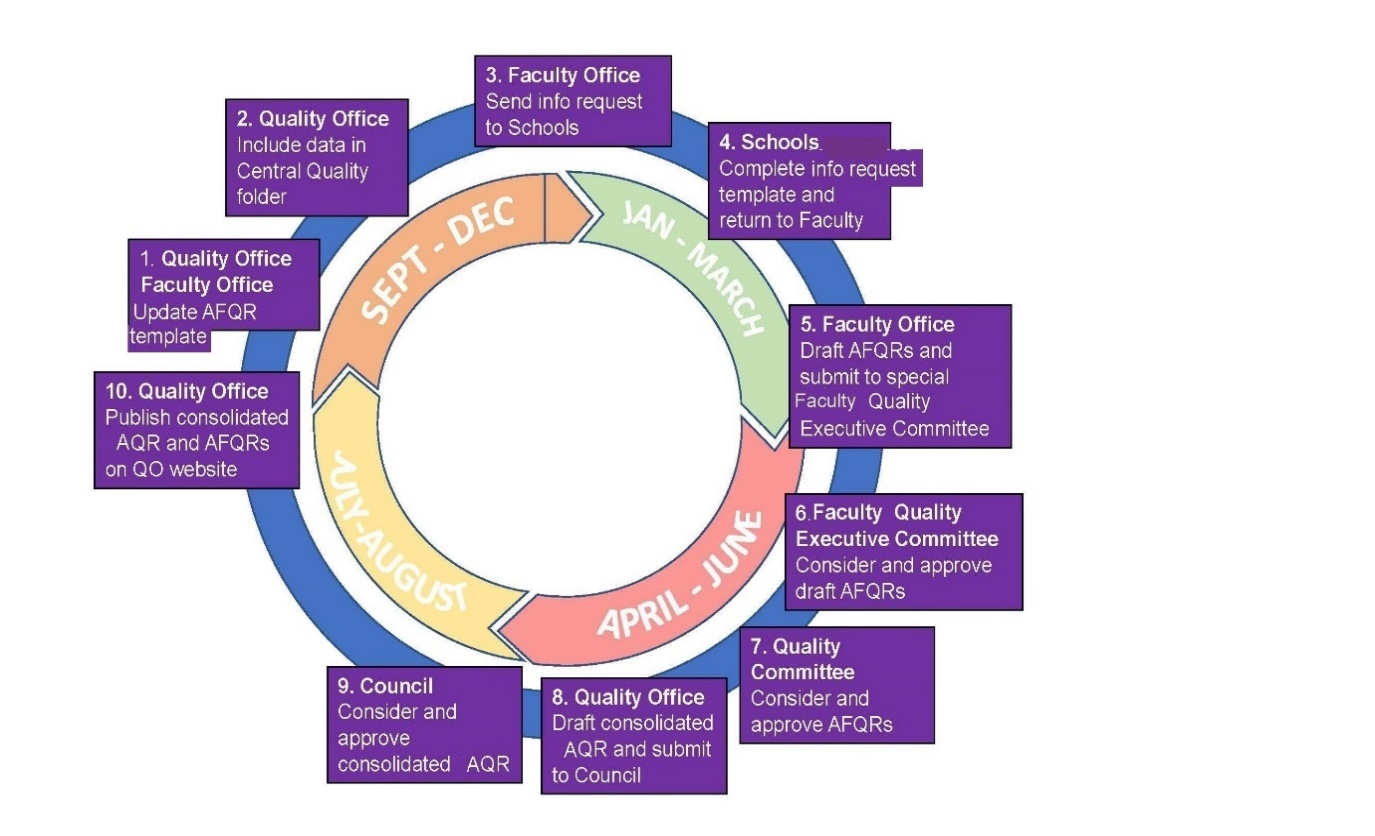 1. Quality Office
Faculty Office
Update AFQR
template
2. Quality Office
Include data in
Central Quality
folder
3. Faculty Office
Send info request
to Schools
4. Schools
Complete info request
template and
return to Faculty
5. Faculty Office
Draft AFQRs and
submit to special
Faculty Quality
Executive Committee
6.Faculty Quality
Executive Committee
Consider and approve
draft AFQRs
7. Quality
Committee
Consider and
approve AFQRs
8. Quality Office
Draft consolidated
AQR and submit
to Council
9. Council
Consider and
approve
consolidated AQR
10. Quality Office
Publish consolidated
AQR and AFQRs
on QO website
SEPT - DEC
JAN - MARCH
APRIL - JUNE
JULY-AUGUST